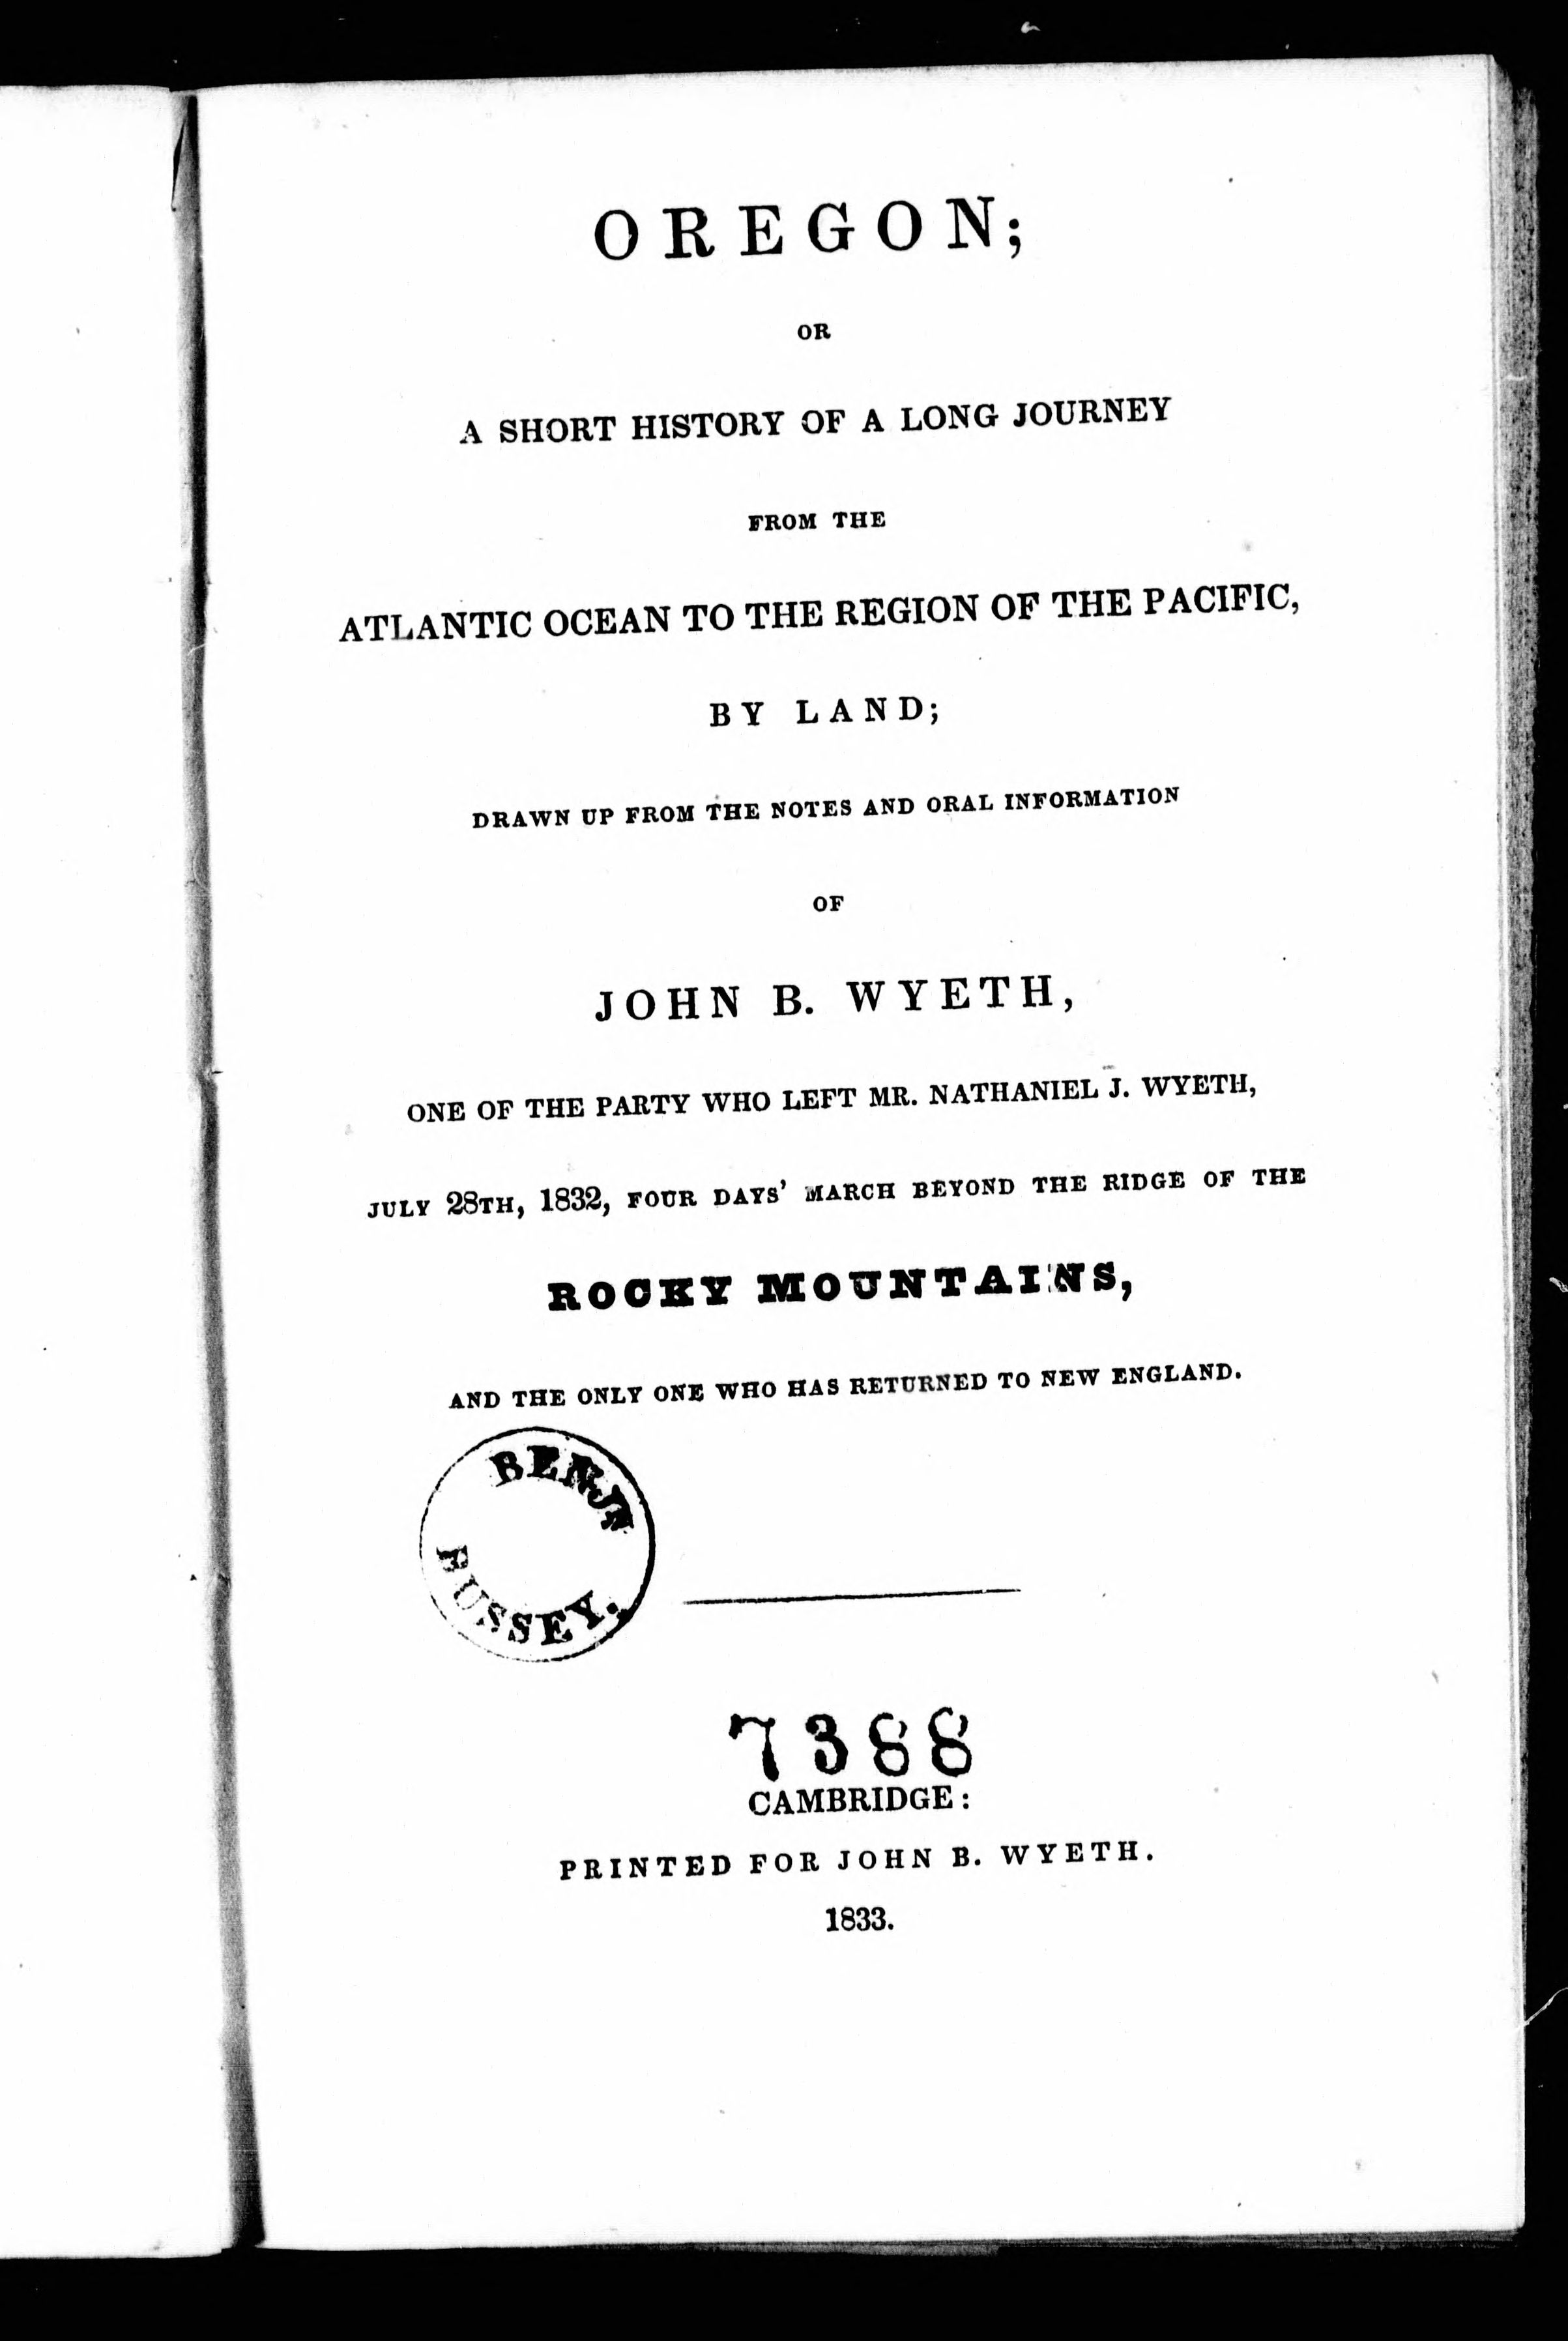 OREGON;
OR
A SHORT HISTORY OF A LONG JOURNEY
FROM THE
ATLANTIC OCEAN TO THE REGION OF THE PACIFIC,
BY LAND;
DRAWN UP FROM THE NOTES AND ORAL INFORMATION
OF
JOHN B. WYETH,
ONE OF THE PARTY WHO LEFT MR. NATHANIEL J. WYETH,
JULY 28TH, 1832, FOUR DAYS' MARCH BEYOND THE RIDGE OF THE
ROCKY MOUNTAINS,
AND THE ONLY ONE WHO HAS RETURNED TO NEW ENGLAND.
BENJN
BUSSEY.
7388
CAMBRIDGE:
PRINTED FOR JOHN B. WYETH.
1833.